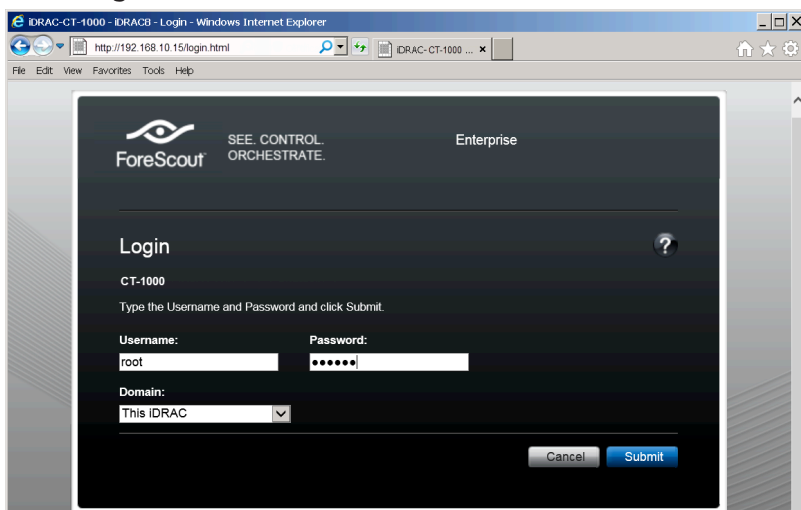 iDRAC-CT-1000 - iDRAC8 - Login - Windows Internet Explorer
http://192.168.10.15/login.html
iDRAC- CT-1000 ...
File Edit View Favorites Tools Help
ForeScout
SEE. CONTROL.
ORCHESTRATE.
Enterprise
Login
?
CT-1000
Type the Username and Password and click Submit.
Username: Password:
root ●●●●●●
Domain:
This iDRAC
Cancel Submit